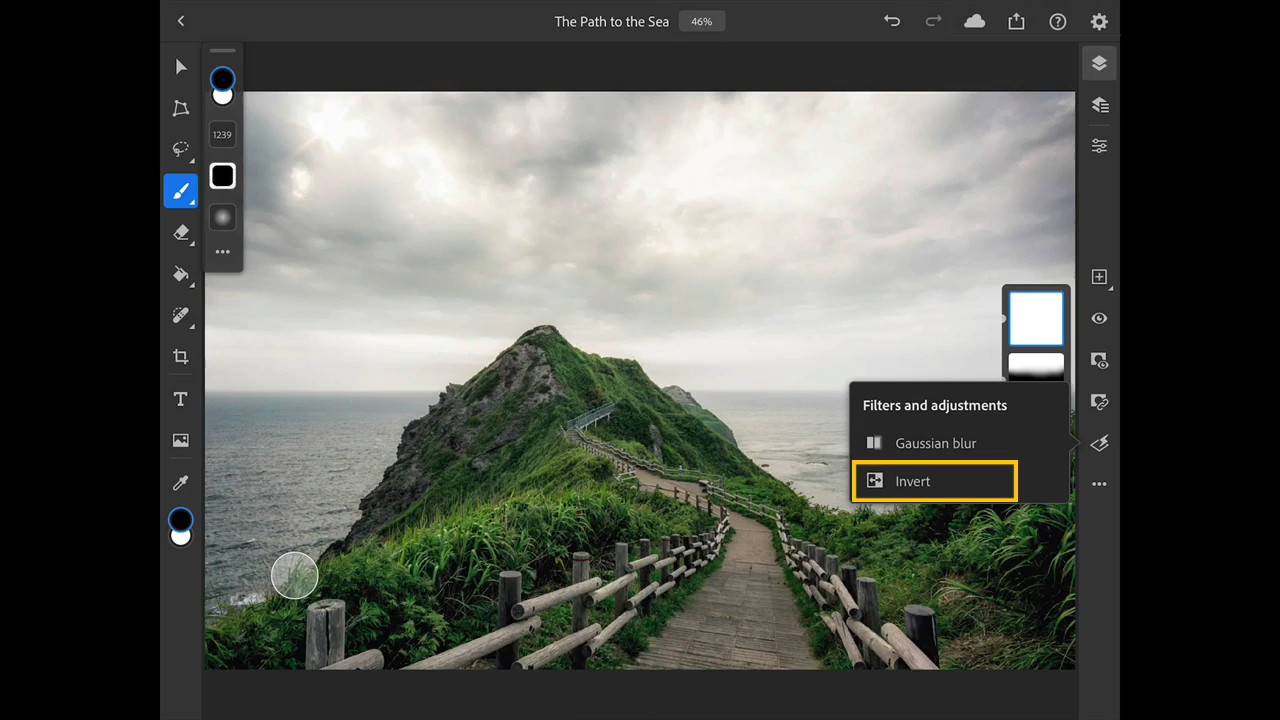 The Path to the Sea 46%
1239
Filters and adjustments
Gaussian blur
Invert
T